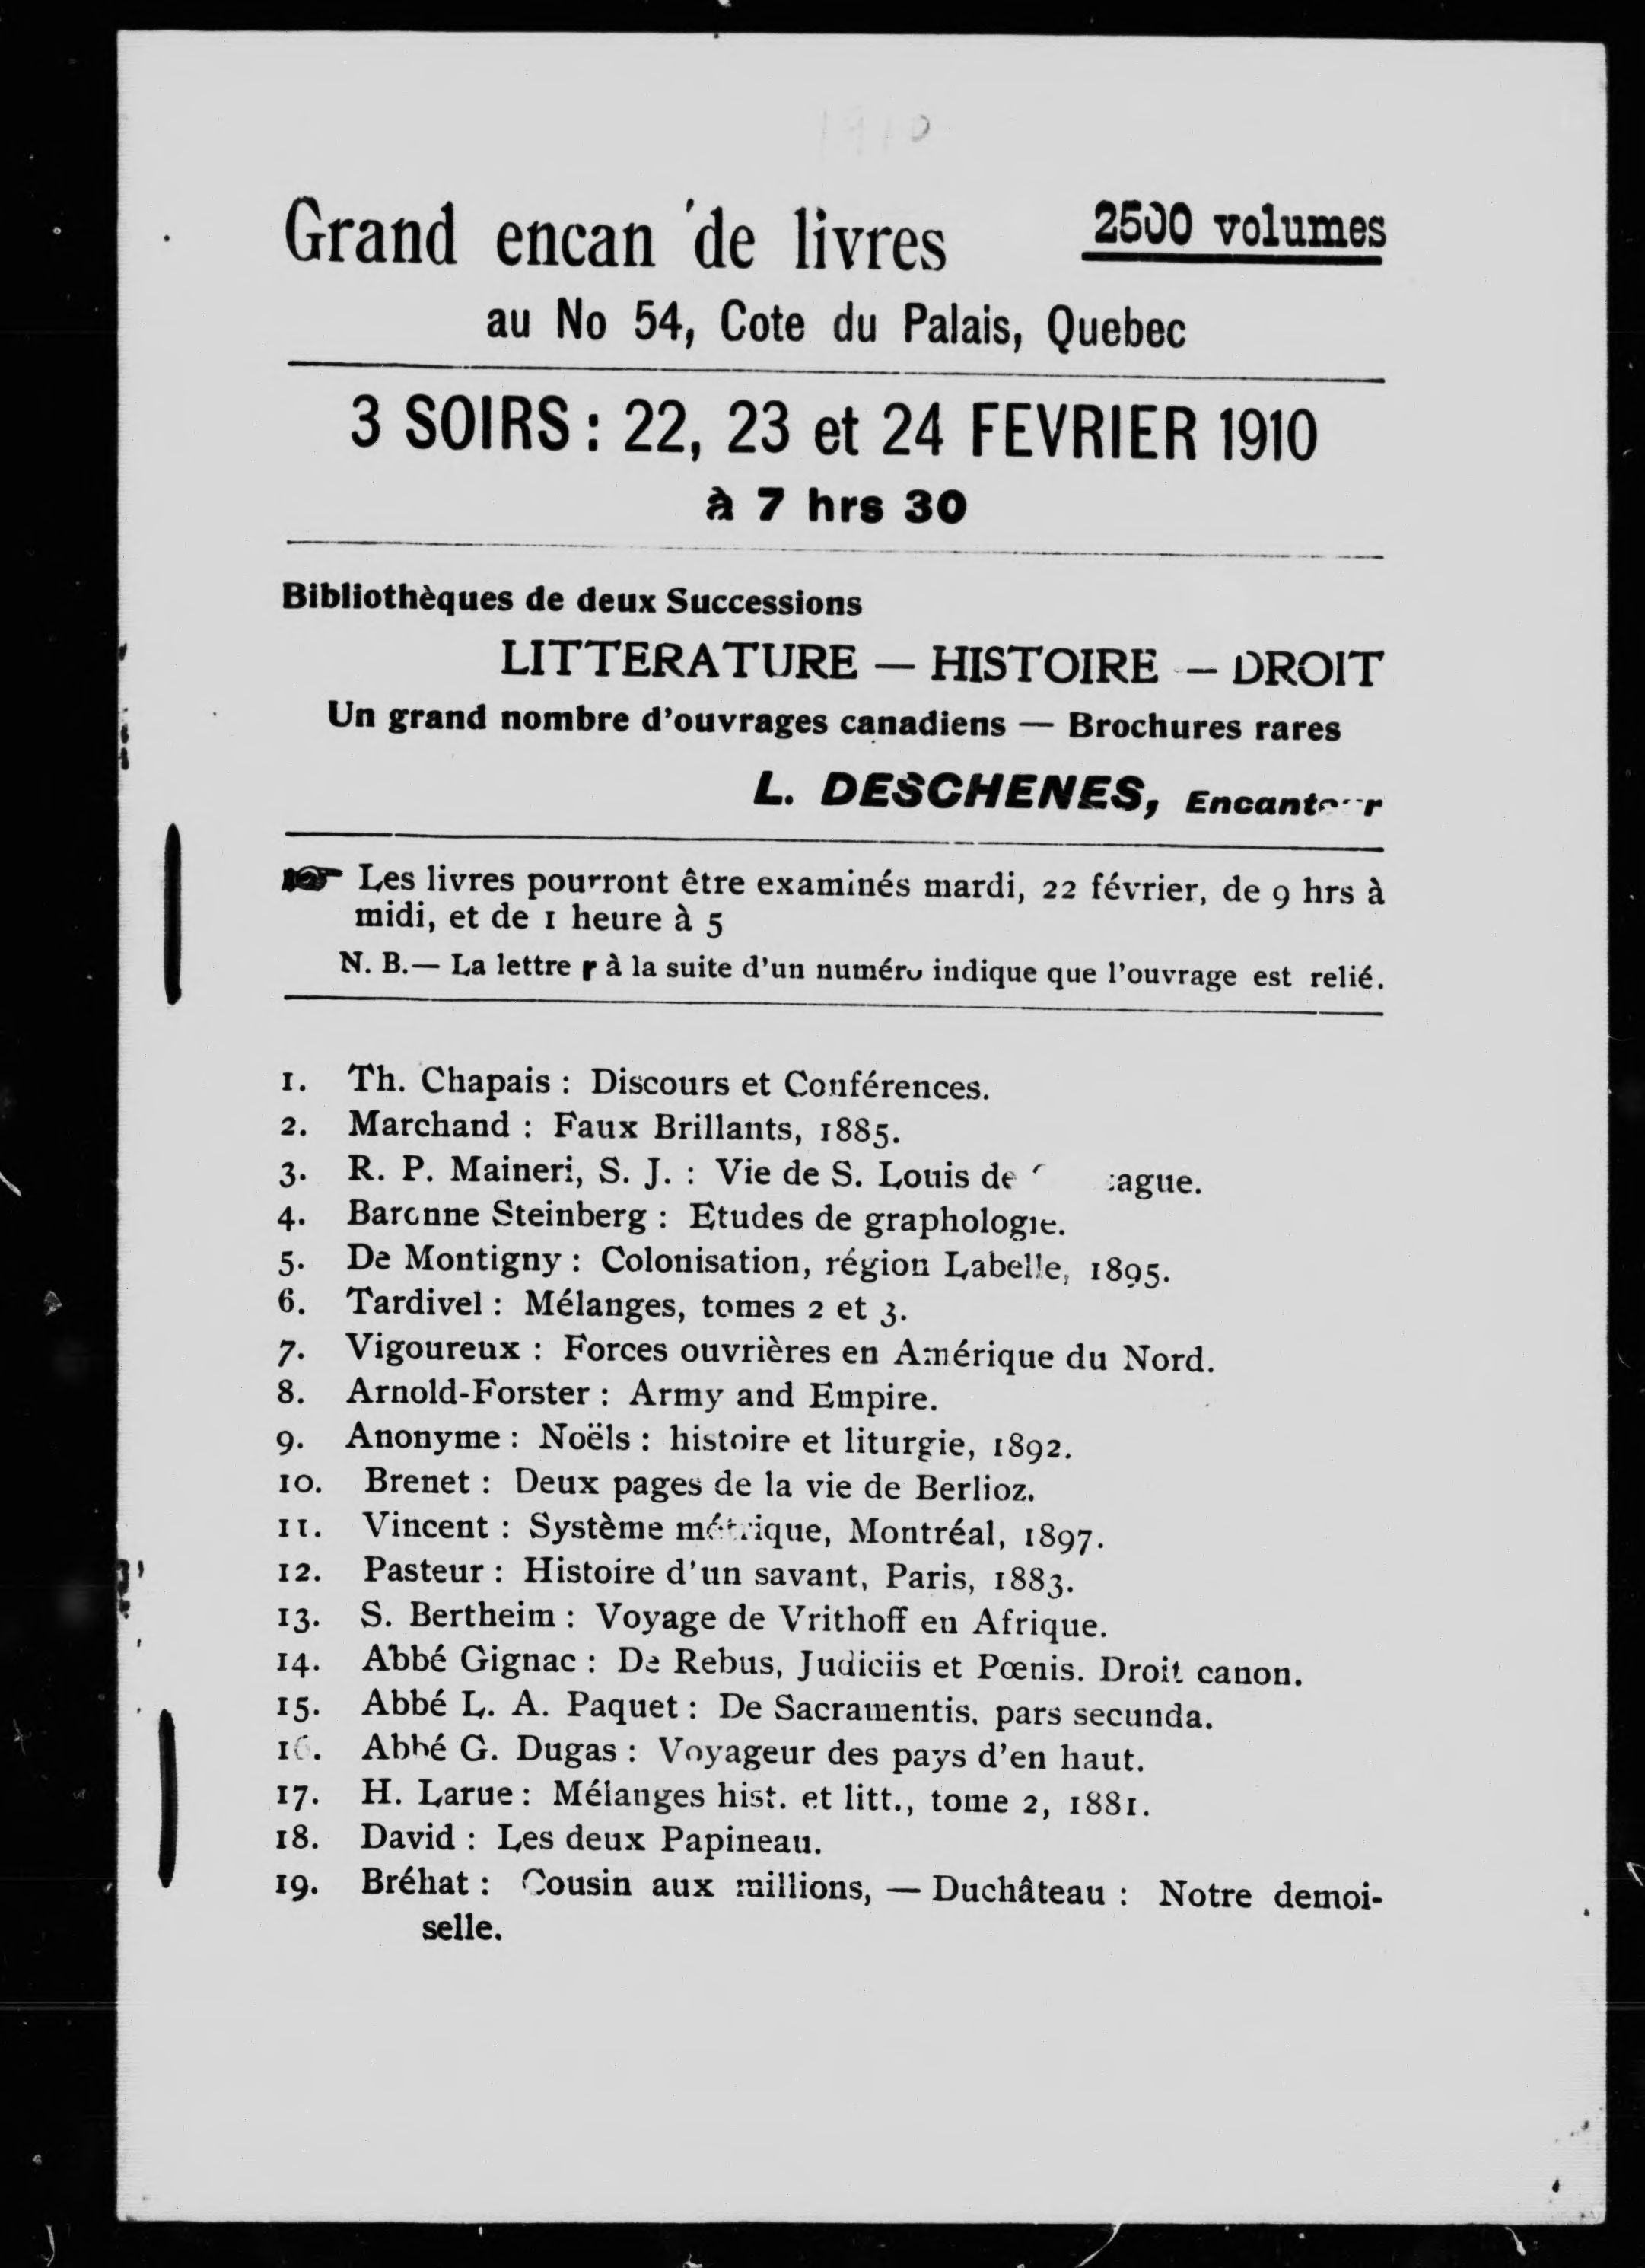 1910
Grand encan de livres 2500 volumes
au No 54, Cote du Palais, Quebec
3 SOIRS : 22, 23 et 24 FEVRIER 1910
à 7 hrs 30
Bibliothèques de deux Successions
LITTERATURE — HISTOIRE — DROIT
Un grand nombre d'ouvrages canadiens — Brochures rares
L. DESCHENES, Encanteur
Les livres pourront être examinés mardi, 22 février, de 9 hrs à
midi, et de 1 heure à 5
N. B.— La lettre r à la suite d'un numéro indique que l'ouvrage est relié.
1. Th. Chapais : Discours et Conférences.
2. Marchand : Faux Brillants, 1885.
3. R. P. Maineri, S. J. : Vie de S. Louis de
4. Baronne Steinberg : Etudes de graphologie.
5. De Montigny : Colonisation, région Labelle, 1895.
6. Tardivel : Mélanges, tomes 2 et 3.
7. Vigoureux : Forces ouvrières en Amérique du Nord.
8. Arnold-Forster : Army and Empire.
9. Anonyme : Noëls : histoire et liturgie, 1892.
10. Brenet : Deux pages de la vie de Berlioz.
11. Vincent : Système métrique, Montréal, 1897.
12. Pasteur : Histoire d'un savant, Paris, 1883.
13. S. Bertheim : Voyage de Vrithoff en Afrique.
14. Abbé Gignac : De Rebus, Judiciis et Pœnis. Droit canon.
15. Abbé L. A. Paquet : De Sacramentis, pars secunda.
16. Abbé G. Dugas : Voyageur des pays d'en haut.
17. H. Larue : Mélanges hist. et litt., tome 2, 1881.
18. David : Les deux Papineau.
19. Bréhat : Cousin aux millions, — Duchâteau : Notre demoi-
selle.